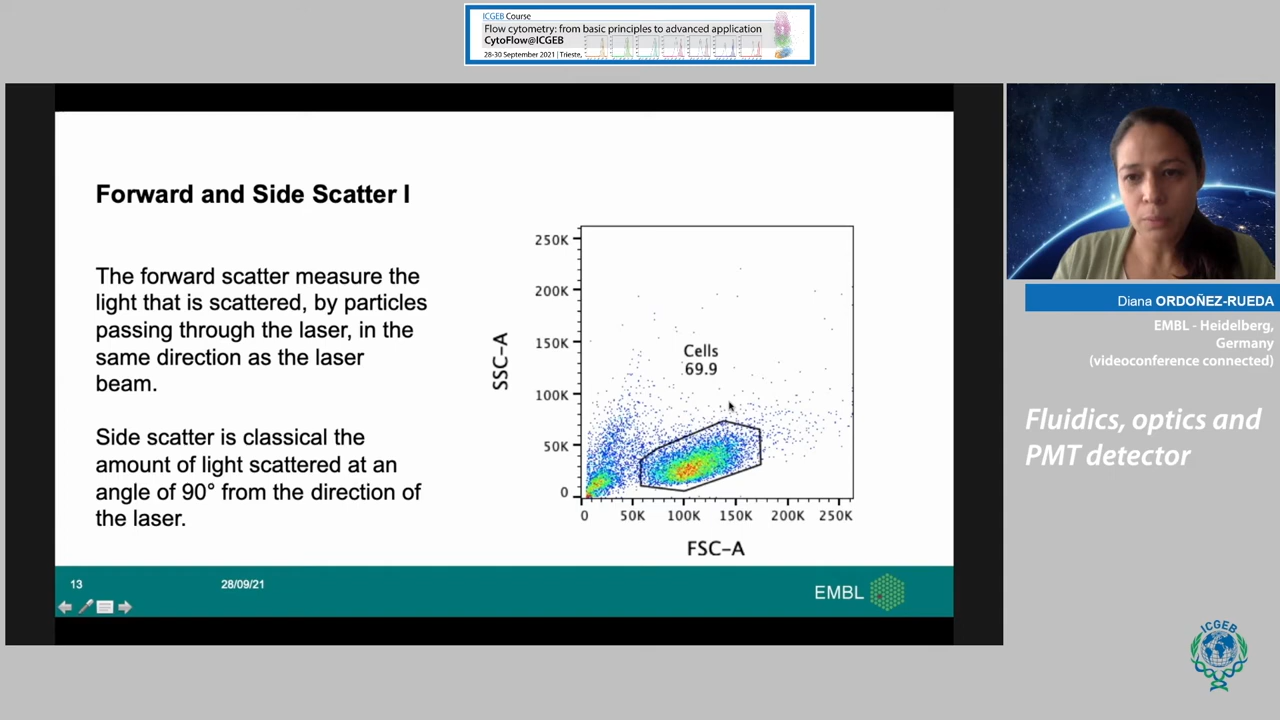 ICGEB Course
Flow cytometry: from basic principles to advanced application
CytoFlow@ICGEB
28-30 September 2021 | Trieste,
Forward and Side Scatter I
The forward scatter measure the
light that is scattered, by particles
passing through the laser, in the
same direction as the laser
beam.
Side scatter is classical the
amount of light scattered at an
angle of 90° from the direction of
the laser.
SSC-A
250K
200K
150K
100K
50K
0
Cells
69.9
0 50K 100K 150K 200K 250K
FSC-A
13
28/09/21
EMBL
Diana ORDOÑEZ-RUEDA
EMBL - Heidelberg,
Germany
(videoconference connected)
Fluidics, optics and
PMT detector
ICGEB